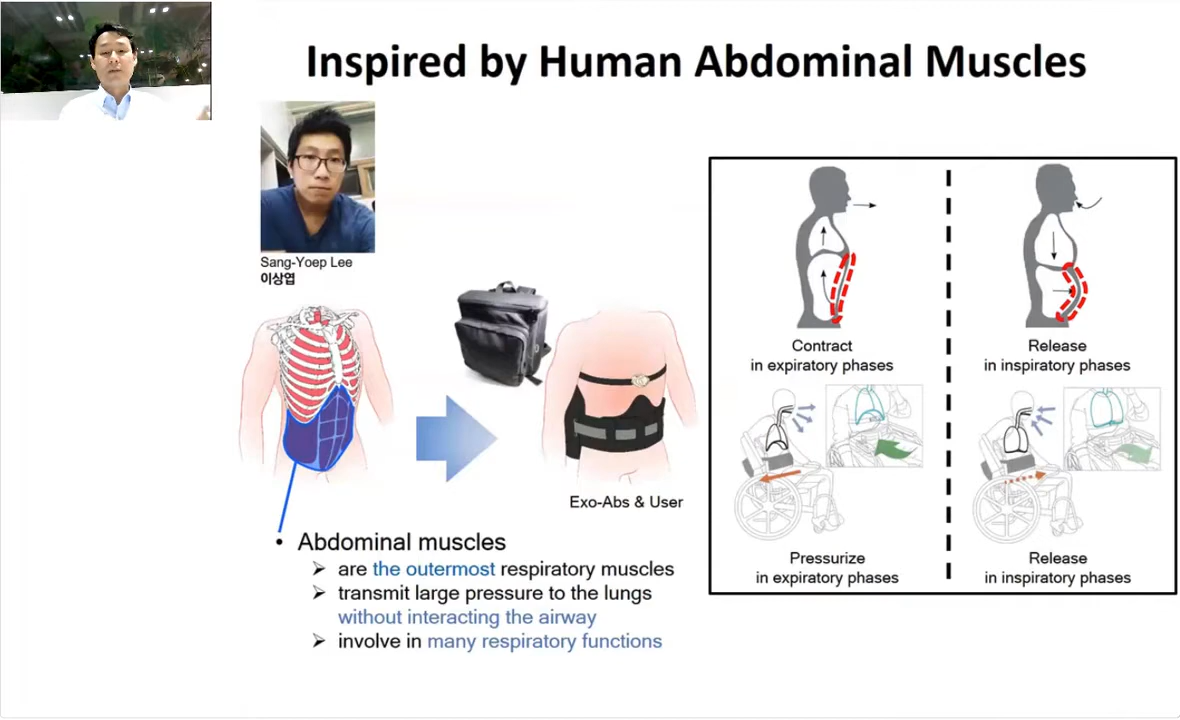 Inspired by Human Abdominal Muscles
Sang-Yoep Lee
이상엽
Exo-Abs & User
• Abdominal muscles
➢ are the outermost respiratory muscles
➢ transmit large pressure to the lungs
without interacting the airway
➢ involve in many respiratory functions
Contract
in expiratory phases
Release
in inspiratory phases
Pressurize
in expiratory phases
Release
in inspiratory phases